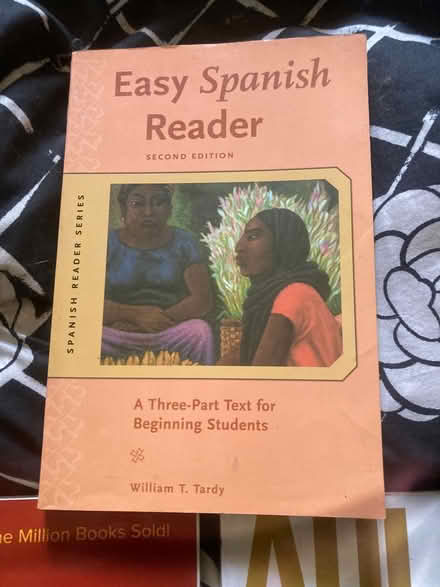 Easy Spanish
Reader
SECOND EDITION
SPANISH READER SERIES
A Three-Part Text for
Beginning Students
William T. Tardy
Million Books Sold!